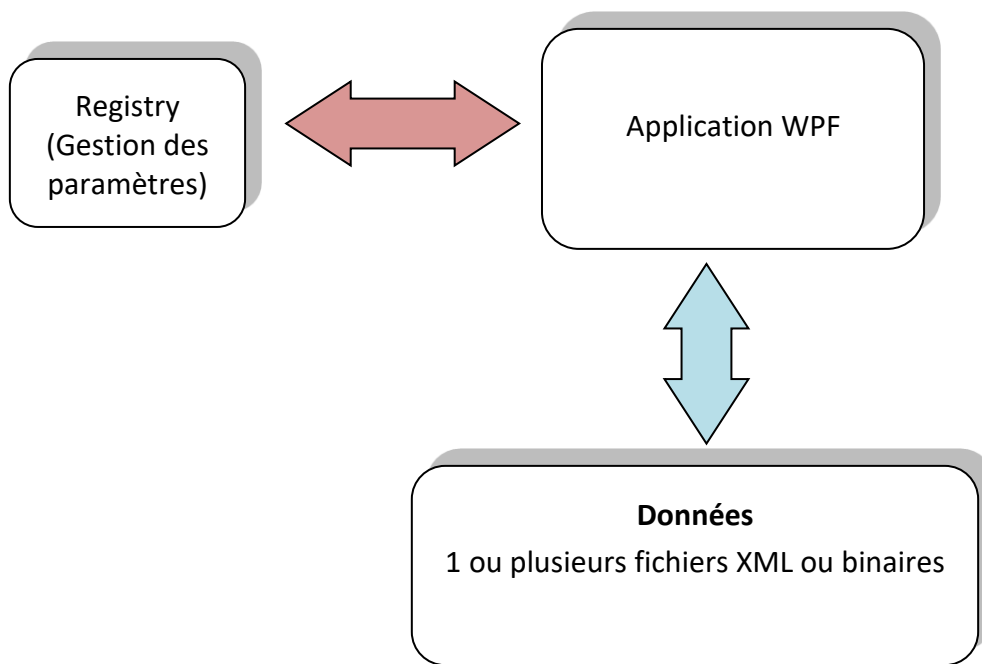 Registry
(Gestion des
paramètres)
Application WPF
Données
1 ou plusieurs fichiers XML ou binaires